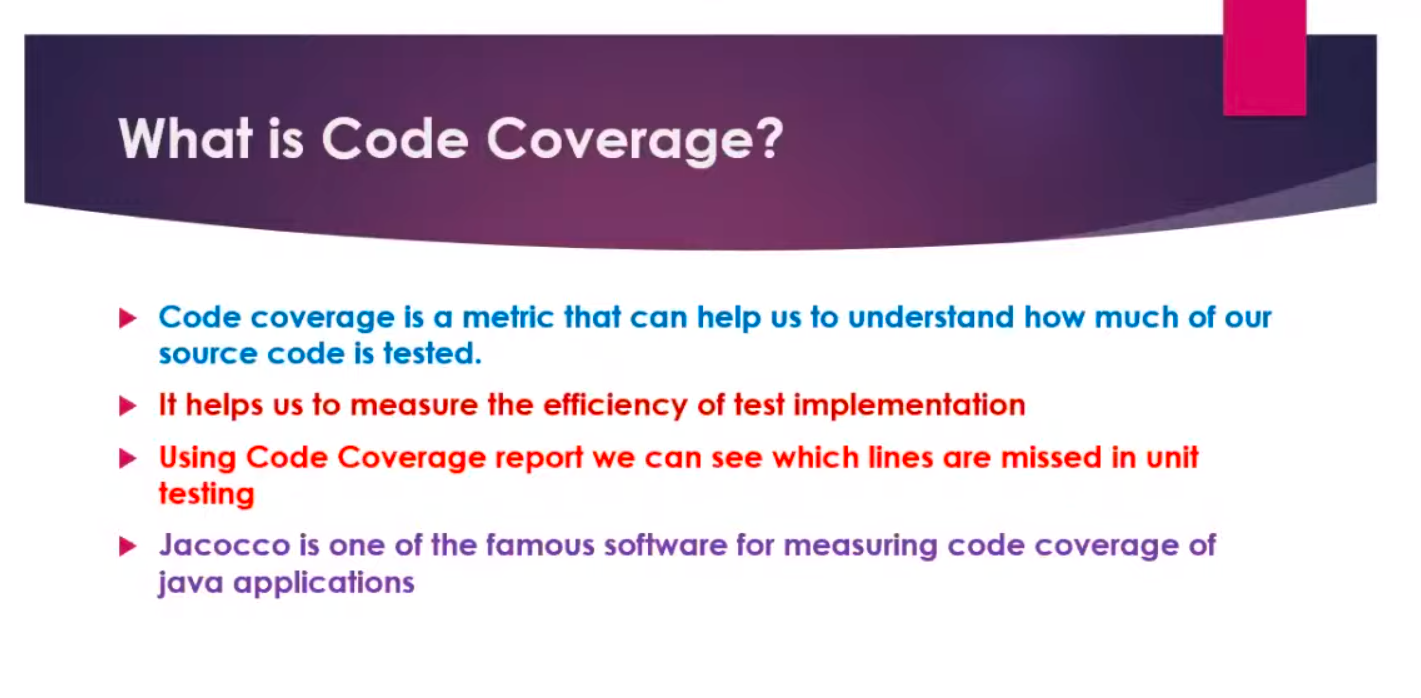 What is Code Coverage?
Code coverage is a metric that can help us to understand how much of our
source code is tested.
It helps us to measure the efficiency of test implementation
Using Code Coverage report we can see which lines are missed in unit
testing
Jacocco is one of the famous software for measuring code coverage of
java applications